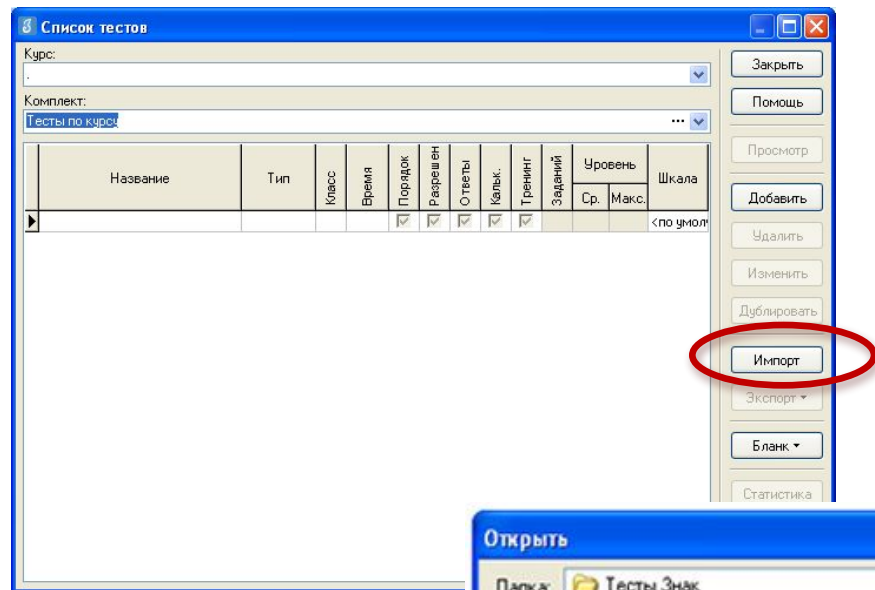 Список тестов
Курс:
.
Закрыть
Комплект:
Тесты по курсу ...
Помощь
Просмотр
Название Тип Класс Время Порядок Разрешен Ответы Кальк. Тренинг Заданий Уровень Шкала
Ср. Макс.
Добавить
<по умол
Удалить
Изменить
Дублировать
Импорт
Экспорт
Бланк
Статистика
Открыть
Папка: Тесты Знак